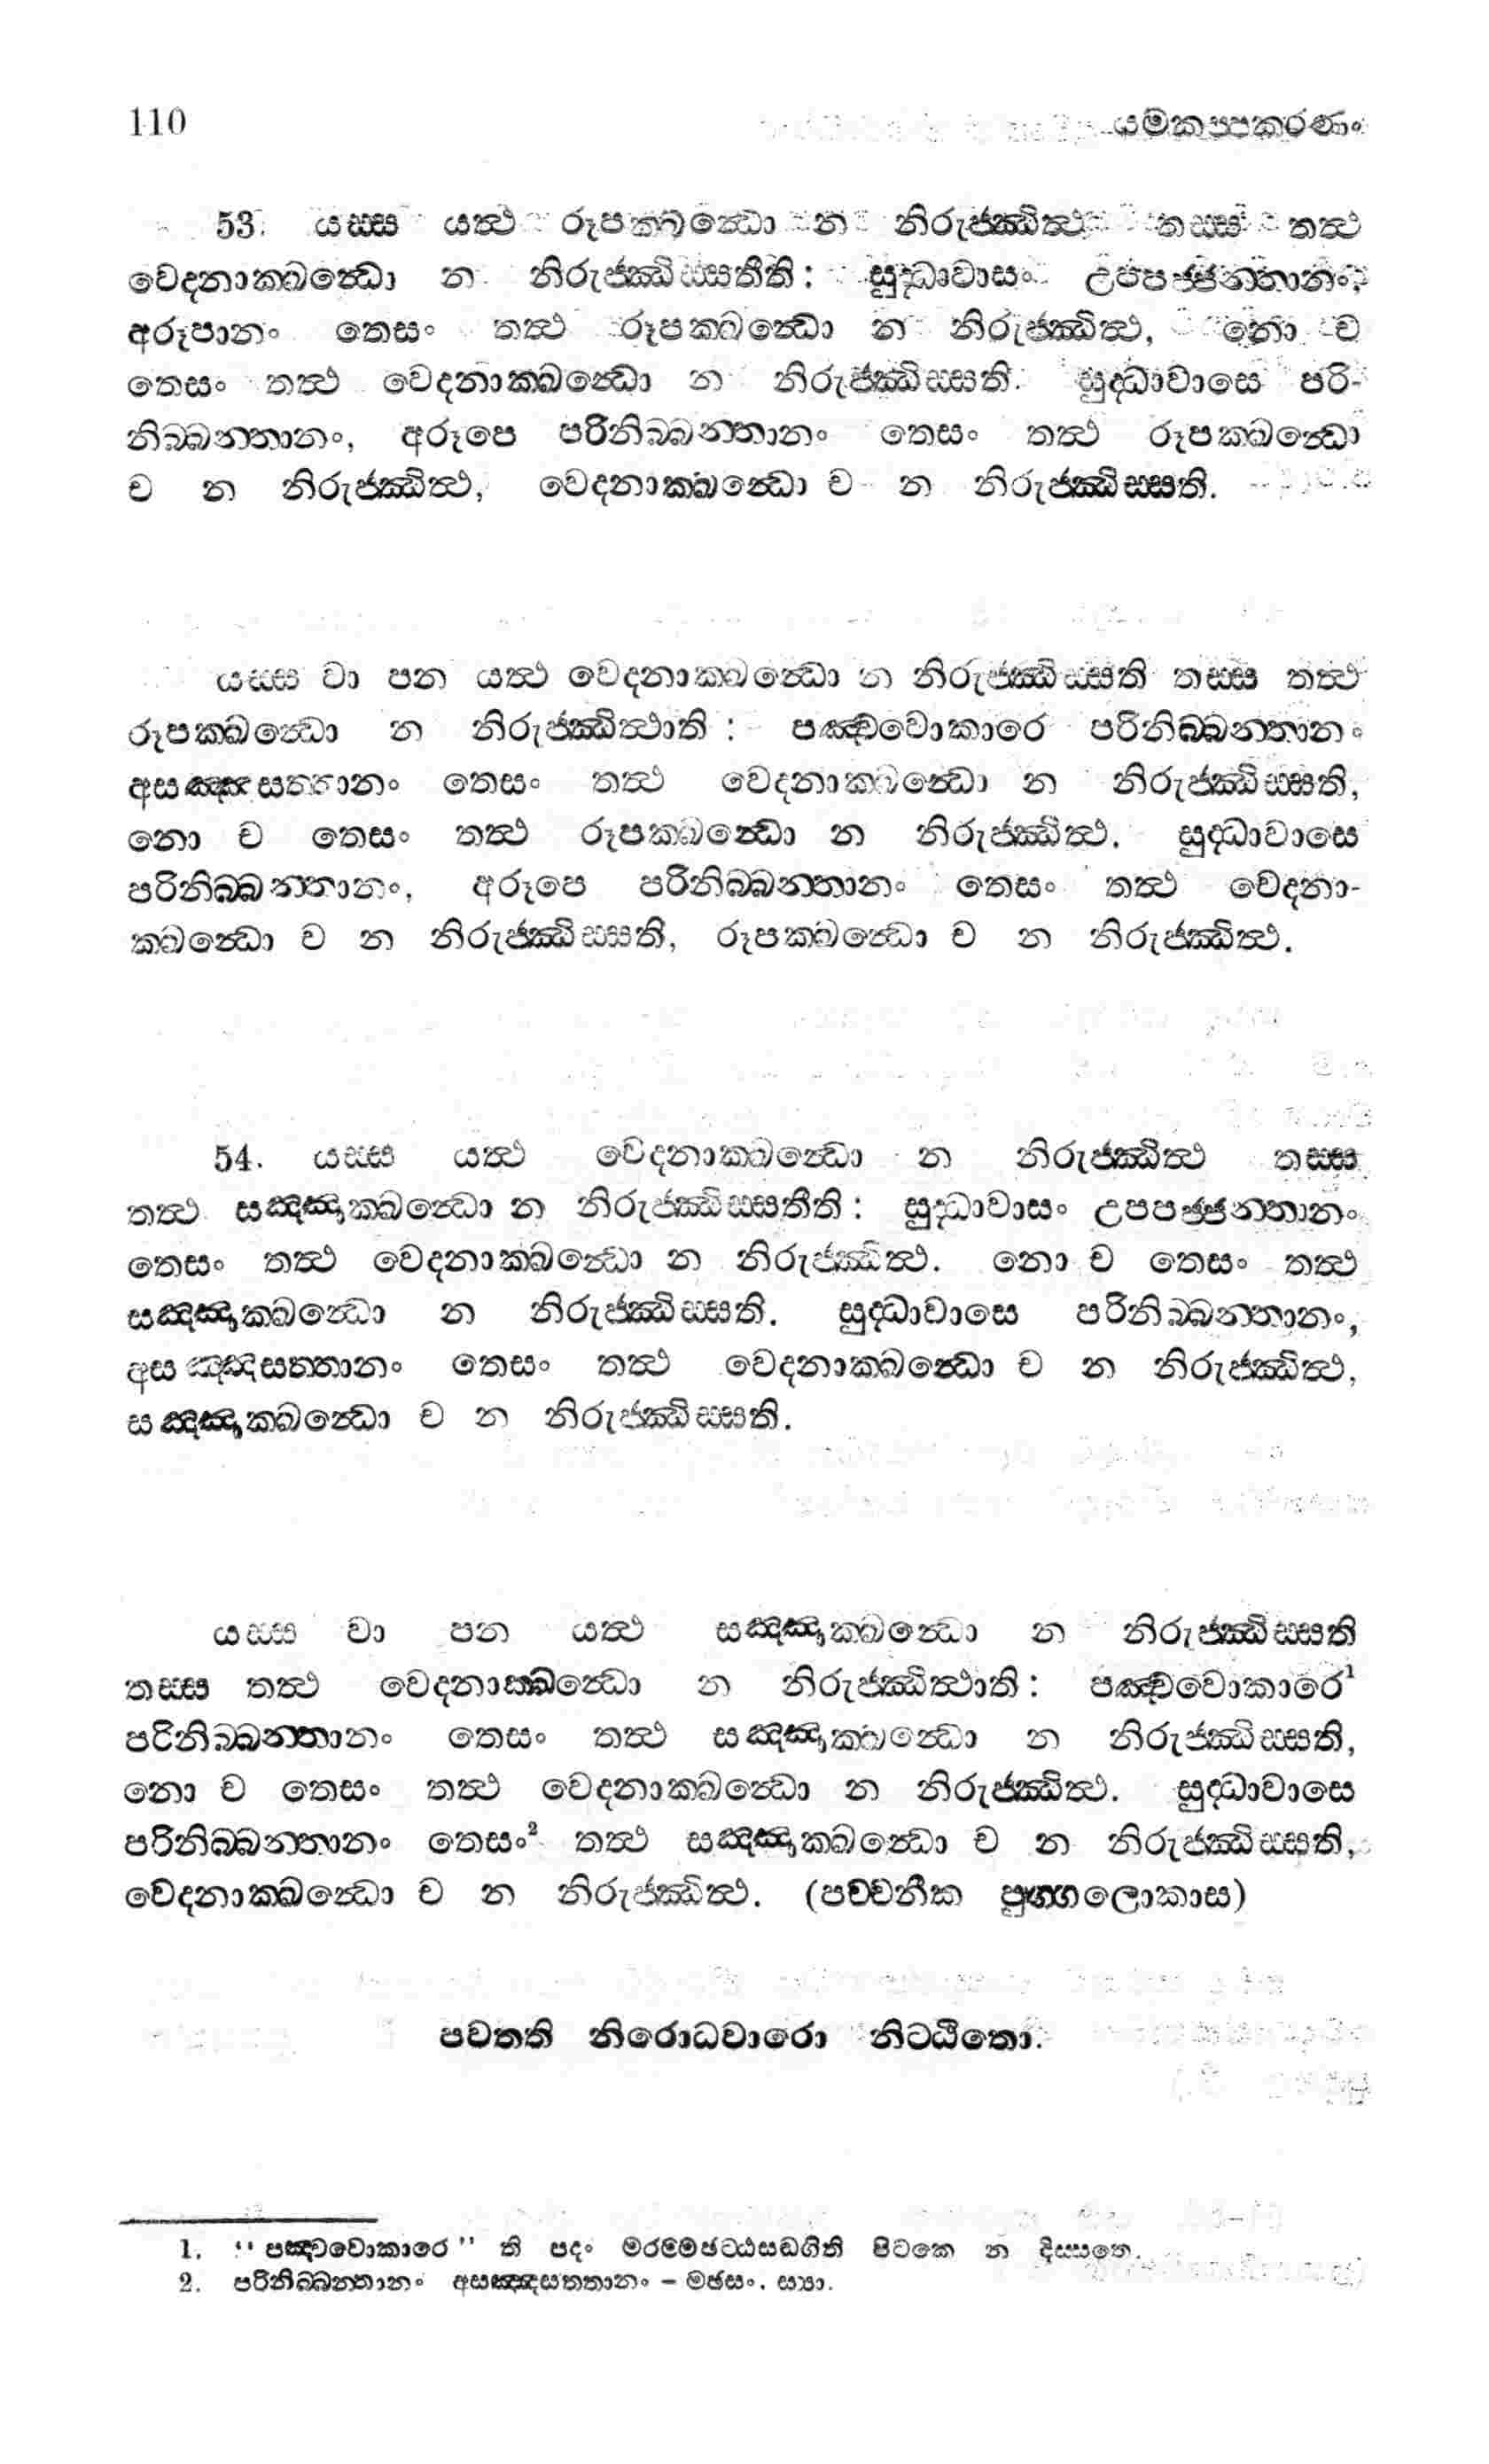 110
යමකප්පකරණං
53. යස්ස යත්ථ රූපක්ඛන්ධො න නිරුජ්ඣිත්ථ තස්ස තත්ථ
වෙදනාක්ඛන්ධො න නිරුජ්ඣිස්සතීති: සුද්ධාවාසං උපපජ්ජන්තානං,
අරූපානං තෙසං තත්ථ රූපක්ඛන්ධො න නිරුජ්ඣිත්ථ, නො ච
තෙසං තත්ථ වෙදනාක්ඛන්ධො න නිරුජ්ඣිස්සති. සුද්ධාවාසෙ පරි-
නිබ්බන්තානං, අරූපෙ පරිනිබ්බන්තානං තෙසං තත්ථ රූපක්ඛන්ධො
ච න නිරුජ්ඣිත්ථ, වෙදනාක්ඛන්ධො ච න නිරුජ්ඣිස්සති.
යස්ස වා පන යත්ථ වෙදනාක්ඛන්ධො න නිරුජ්ඣිස්සති තස්ස තත්ථ
රූපක්ඛන්ධො න නිරුජ්ඣිත්ථාති : පඤ්චවොකාරෙ පරිනිබ්බන්තානං
අසඤ්ඤසත්තානං තෙසං තත්ථ වෙදනාක්ඛන්ධො න නිරුජ්ඣිස්සති,
නො ච තෙසං තත්ථ රූපක්ඛන්ධො න නිරුජ්ඣිත්ථ. සුද්ධාවාසෙ
පරිනිබ්බන්තානං, අරූපෙ පරිනිබ්බන්තානං තෙසං තත්ථ වෙදනා-
ක්ඛන්ධො ච න නිරුජ්ඣිස්සති, රූපක්ඛන්ධො ච න නිරුජ්ඣිත්ථ.
54. යස්ස යත්ථ වෙදනාක්ඛන්ධො න නිරුජ්ඣිත්ථ තස්ස
තත්ථ සඤ්ඤාක්ඛන්ධො න නිරුජ්ඣිස්සතීති: සුද්ධාවාසං උපපජ්ජන්තානං
තෙසං තත්ථ වෙදනාක්ඛන්ධො න නිරුජ්ඣිත්ථ. නො ච තෙසං තත්ථ
සඤ්ඤාක්ඛන්ධො න නිරුජ්ඣිස්සති. සුද්ධාවාසෙ පරිනිබ්බන්තානං,
අසඤ්ඤසත්තානං තෙසං තත්ථ වෙදනාක්ඛන්ධො ච න නිරුජ්ඣිත්ථ,
සඤ්ඤාක්ඛන්ධො ච න නිරුජ්ඣිස්සති.
යස්ස වා පන යත්ථ සඤ්ඤාක්ඛන්ධො න නිරුජ්ඣිස්සති
තස්ස තත්ථ වෙදනාක්ඛන්ධො න නිරුජ්ඣිත්ථාති: පඤ්චවොකාරෙ¹
පරිනිබ්බන්තානං තෙසං තත්ථ සඤ්ඤාක්ඛන්ධො න නිරුජ්ඣිස්සති,
නො ච තෙසං තත්ථ වෙදනාක්ඛන්ධො න නිරුජ්ඣිත්ථ. සුද්ධාවාසෙ
පරිනිබ්බන්තානං තෙසං² තත්ථ සඤ්ඤාක්ඛන්ධො ච න නිරුජ්ඣිස්සති,
වෙදනාක්ඛන්ධො ච න නිරුජ්ඣිත්ථ. (පච්චනීක පුග්ගලොකාස)
පවත්ති නිරොධවාරො නිට්ඨිතො.
1. "පඤ්චවොකාරෙ" ති පදං මරම්මඡට්ඨසඞ්ගීති පිටකෙ න දිස්සතෙ.
2. පරිනිබ්බන්තානං අසඤ්ඤසත්තානං – මඡසං. ස්‍යා.